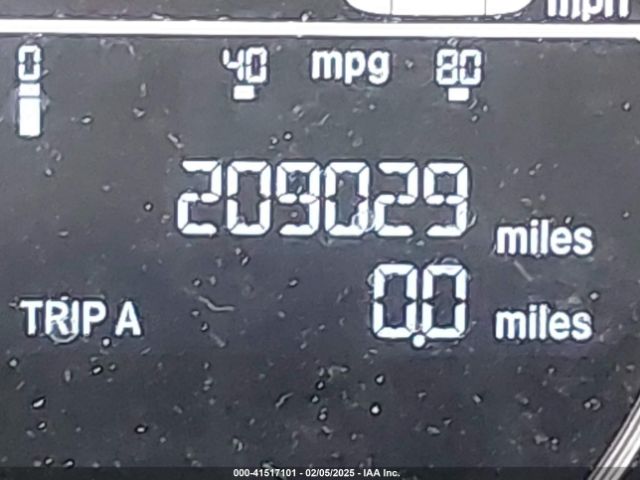 mph
0 40 mpg 80
209029 miles
TRIP A 0.0 miles
000-41517101 - 02/05/2025 - IAA Inc.